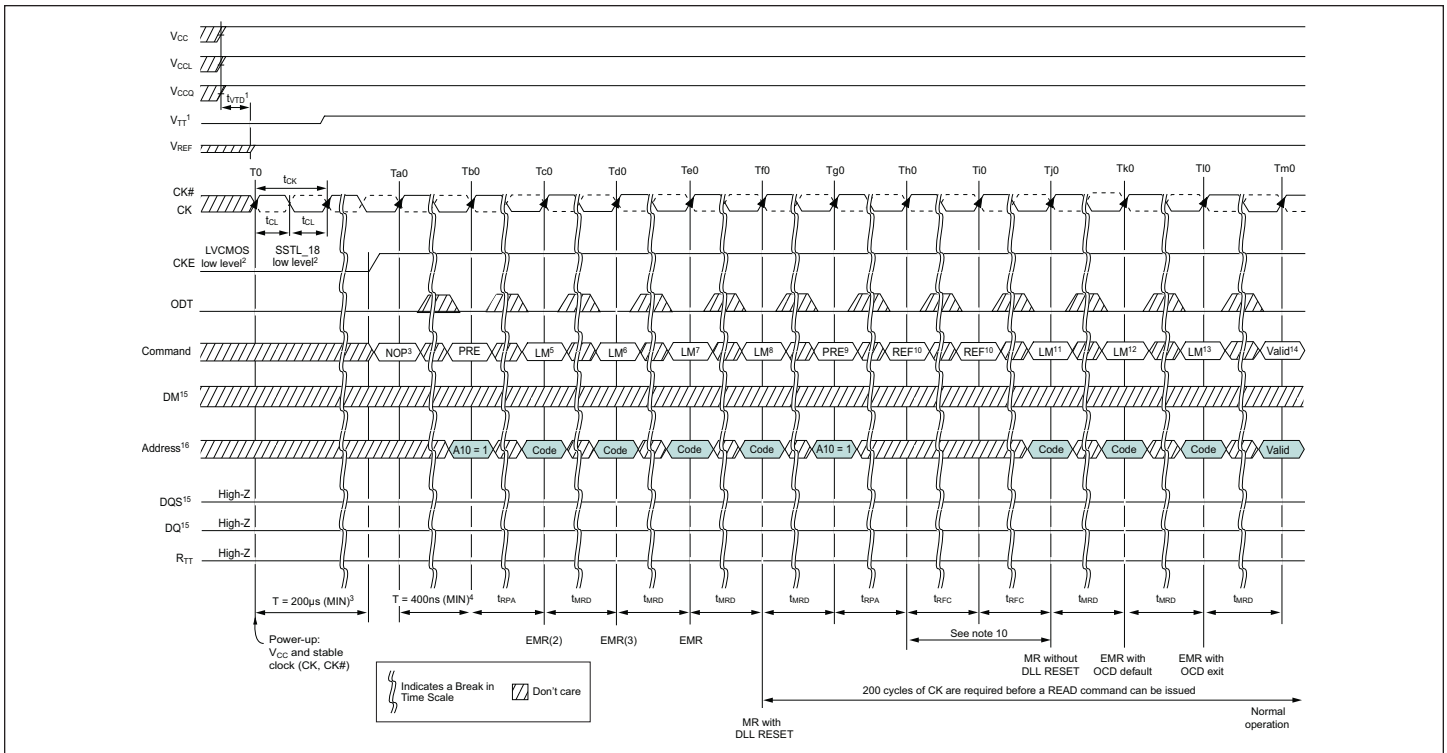 VCC
VCCL
VCCQ
tVTD¹
VTT¹
VREF
T0 Ta0 Tb0 Tc0 Td0 Te0 Tf0 Tg0 Th0 Ti0 Tj0 Tk0 Tl0 Tm0
tCK
CK#
CK
tCL tCL
LVCMOS low level²
SSTL_18 low level²
CKE
ODT
Command NOP³ PRE LM⁵ LM⁶ LM⁷ LM⁸ PRE⁹ REF¹⁰ REF¹⁰ LM¹¹ LM¹² LM¹³ Valid¹⁴
DM¹⁵
Address¹⁶ A10 = 1 Code Code Code Code A10 = 1 Code Code Code Valid
DQS¹⁵ High-Z
DQ¹⁵ High-Z
RTT High-Z
T = 200µs (MIN)³ T = 400ns (MIN)⁴ tRPA tMRD tMRD tMRD tMRD tRPA tRFC tRFC tMRD tMRD tMRD
EMR(2) EMR(3) EMR
See note 10
Power-up:
VCC and stable
clock (CK, CK#)
MR without
DLL RESET
EMR with
OCD default
EMR with
OCD exit
Indicates a Break in
Time Scale
Don't care
200 cycles of CK are required before a READ command can be issued
MR with
DLL RESET
Normal
operation